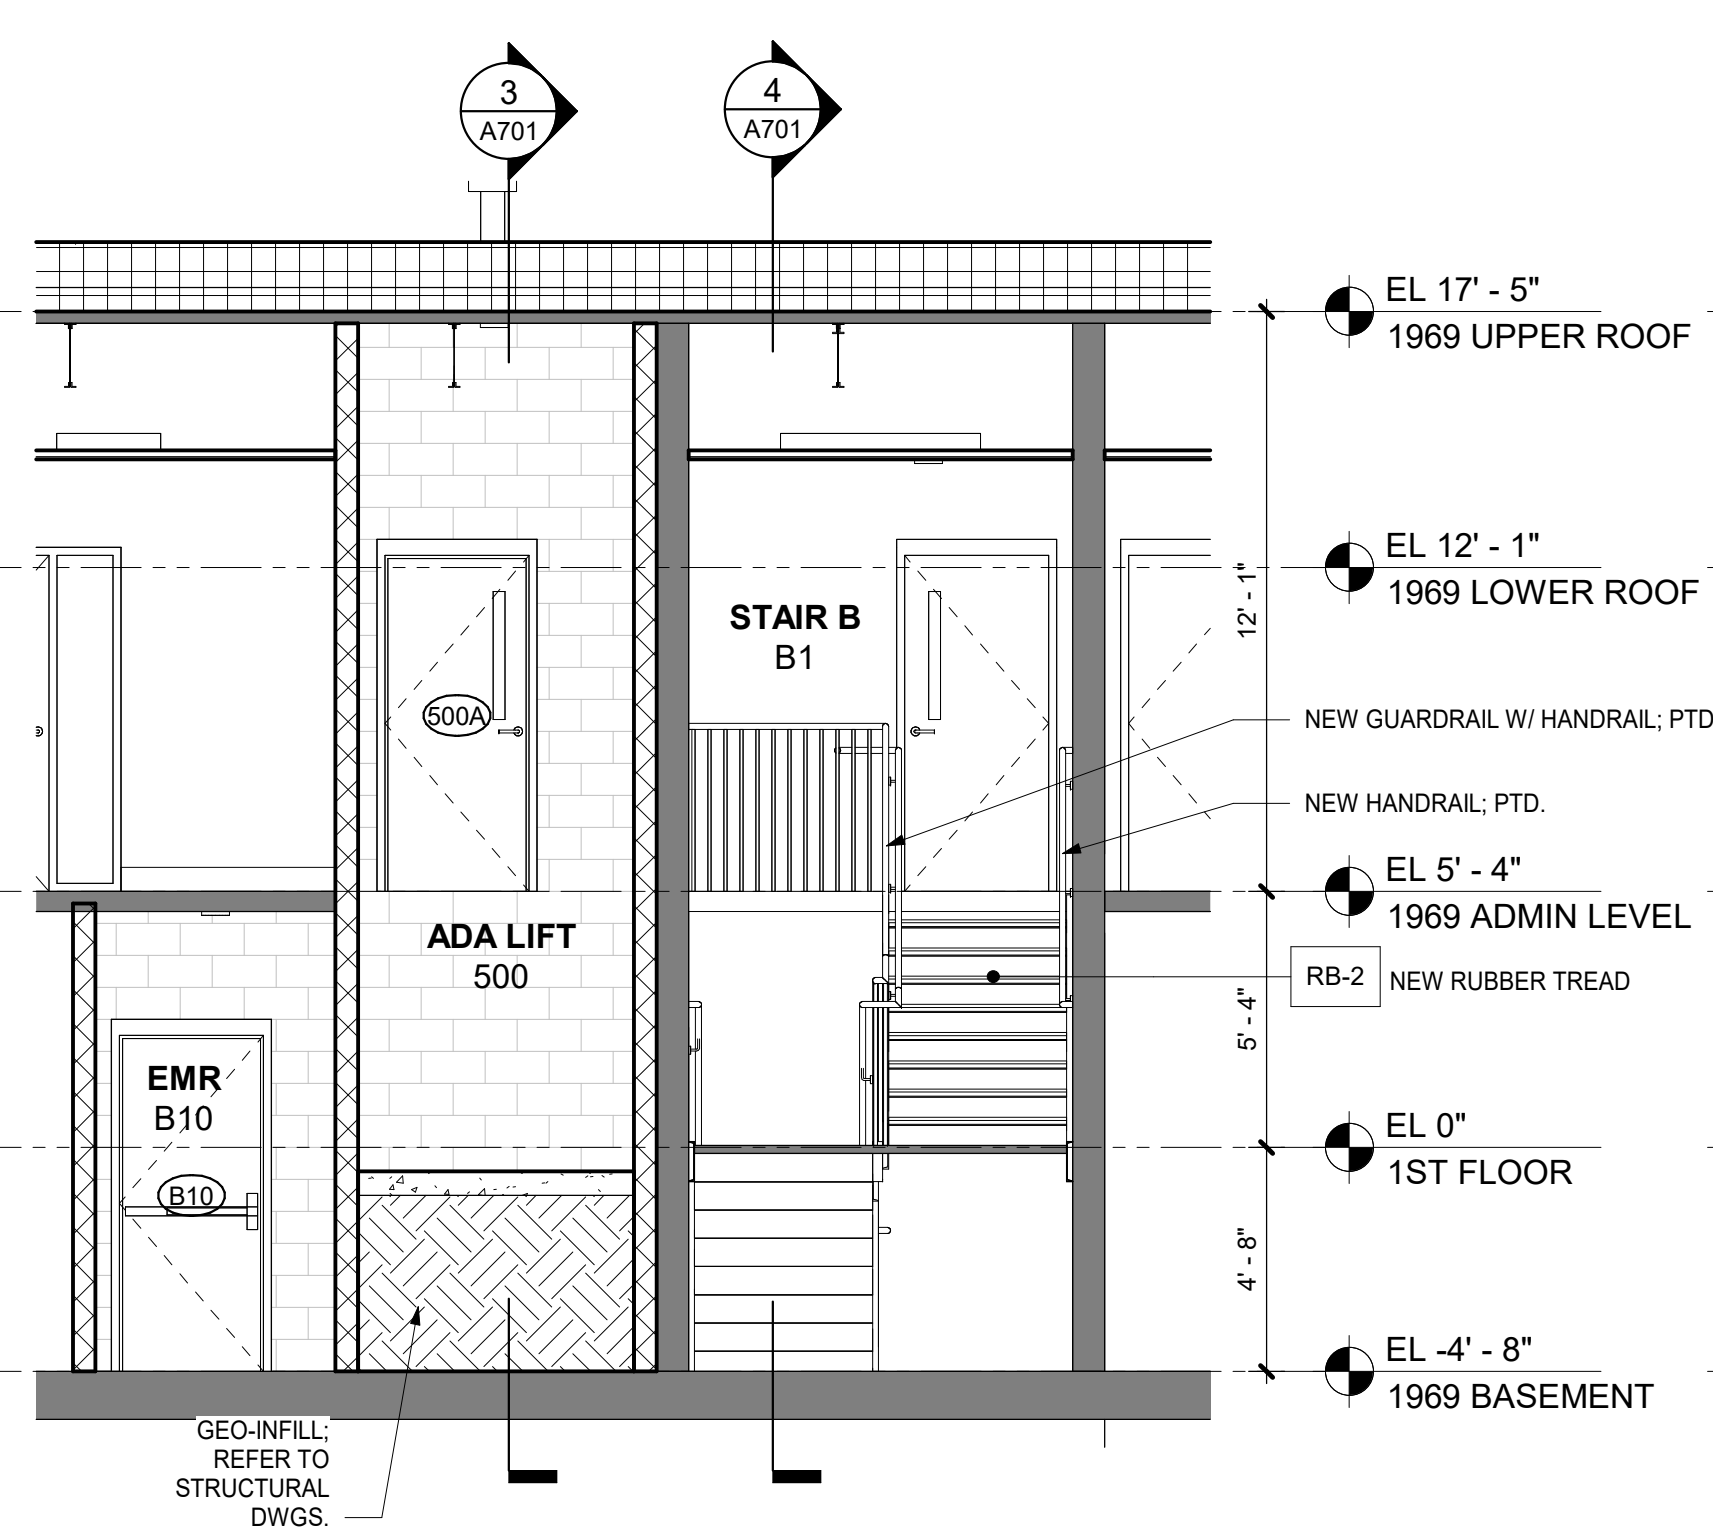 3
A701
4
A701
EL 17' - 5"
1969 UPPER ROOF
EL 12' - 1"
1969 LOWER ROOF
12' - 1"
STAIR B
B1
500A
NEW GUARDRAIL W/ HANDRAIL; PTD
NEW HANDRAIL; PTD.
EL 5' - 4"
1969 ADMIN LEVEL
ADA LIFT
500
RB-2
NEW RUBBER TREAD
5' - 4"
EMR
B10
EL 0"
1ST FLOOR
B10
4' - 8"
EL -4' - 8"
1969 BASEMENT
GEO-INFILL;
REFER TO
STRUCTURAL
DWGS.